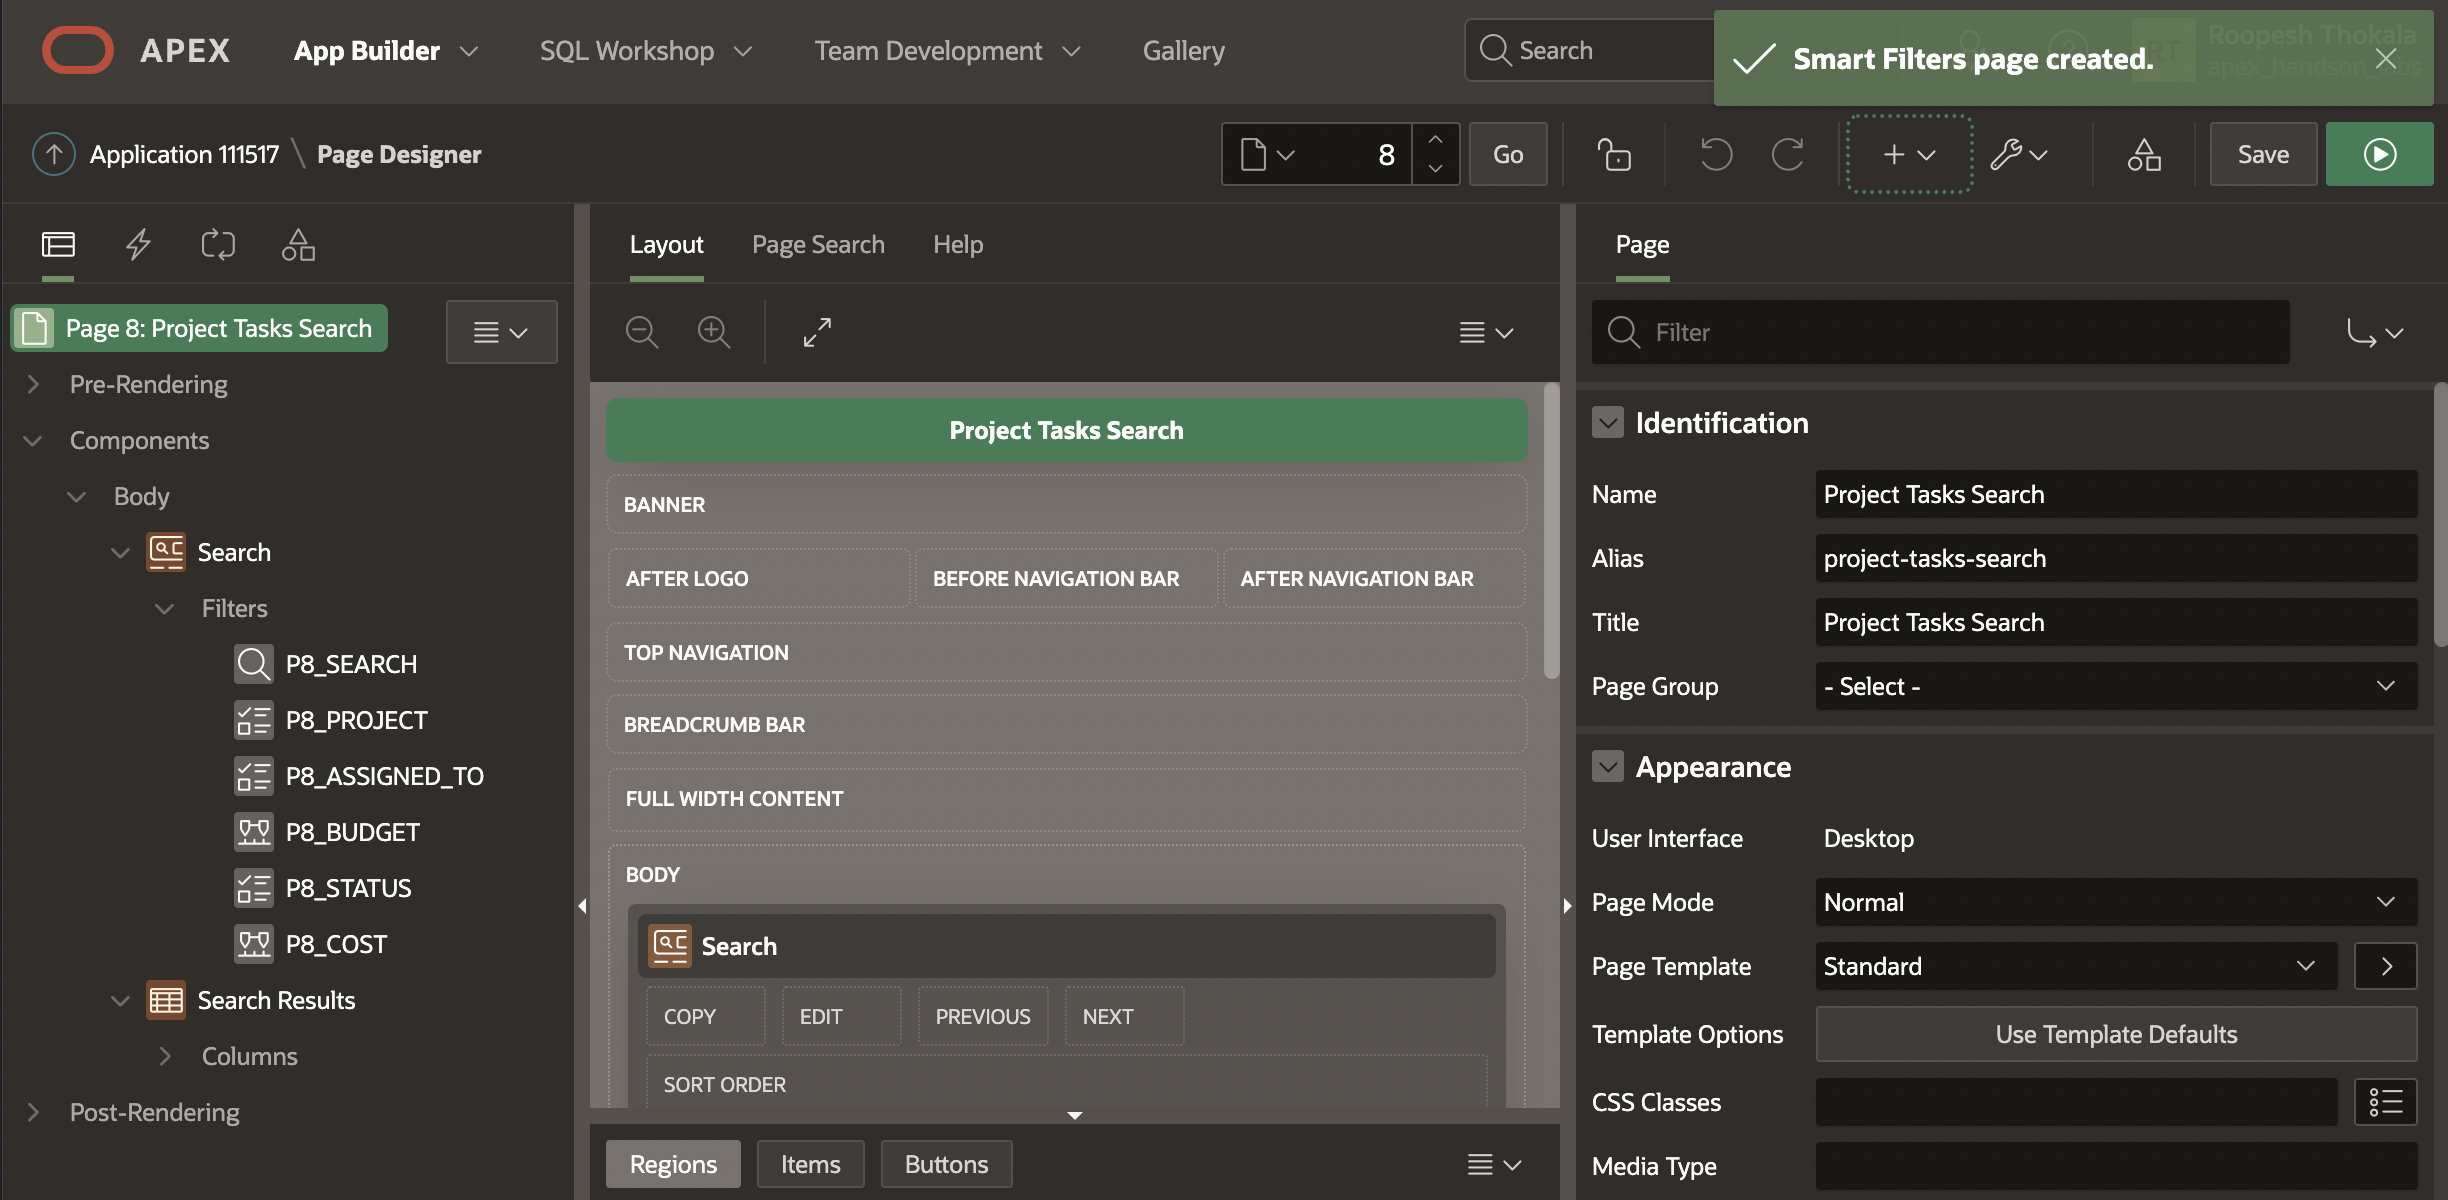 APEX
App Builder
SQL Workshop
Team Development
Gallery
Search
Smart Filters page created.
Roopesh Thokala
Application 111517 \ Page Designer
8
Go
Save
Layout
Page Search
Help
Page
Page 8: Project Tasks Search
Pre-Rendering
Components
Body
Search
Filters
P8_SEARCH
P8_PROJECT
P8_ASSIGNED_TO
P8_BUDGET
P8_STATUS
P8_COST
Search Results
Columns
Post-Rendering
Project Tasks Search
BANNER
AFTER LOGO
BEFORE NAVIGATION BAR
AFTER NAVIGATION BAR
TOP NAVIGATION
BREADCRUMB BAR
FULL WIDTH CONTENT
BODY
Search
COPY
EDIT
PREVIOUS
NEXT
SORT ORDER
Regions
Items
Buttons
Filter
Identification
Name
Project Tasks Search
Alias
project-tasks-search
Title
Project Tasks Search
Page Group
- Select -
Appearance
User Interface
Desktop
Page Mode
Normal
Page Template
Standard
Template Options
Use Template Defaults
CSS Classes
Media Type